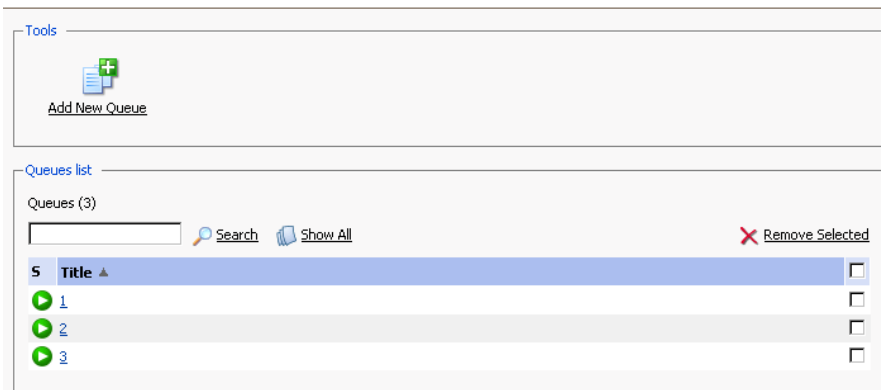 Tools
Add New Queue
Queues list
Queues (3)
Search Show All Remove Selected
S Title
1
2
3